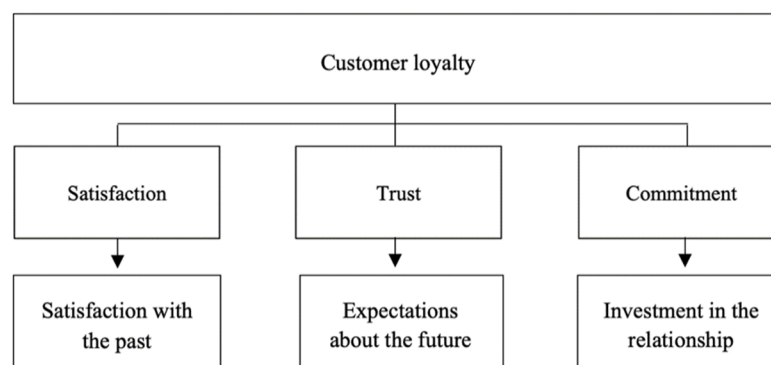 Customer loyalty
Satisfaction
Trust
Commitment
Satisfaction with
the past
Expectations
about the future
Investment in the
relationship